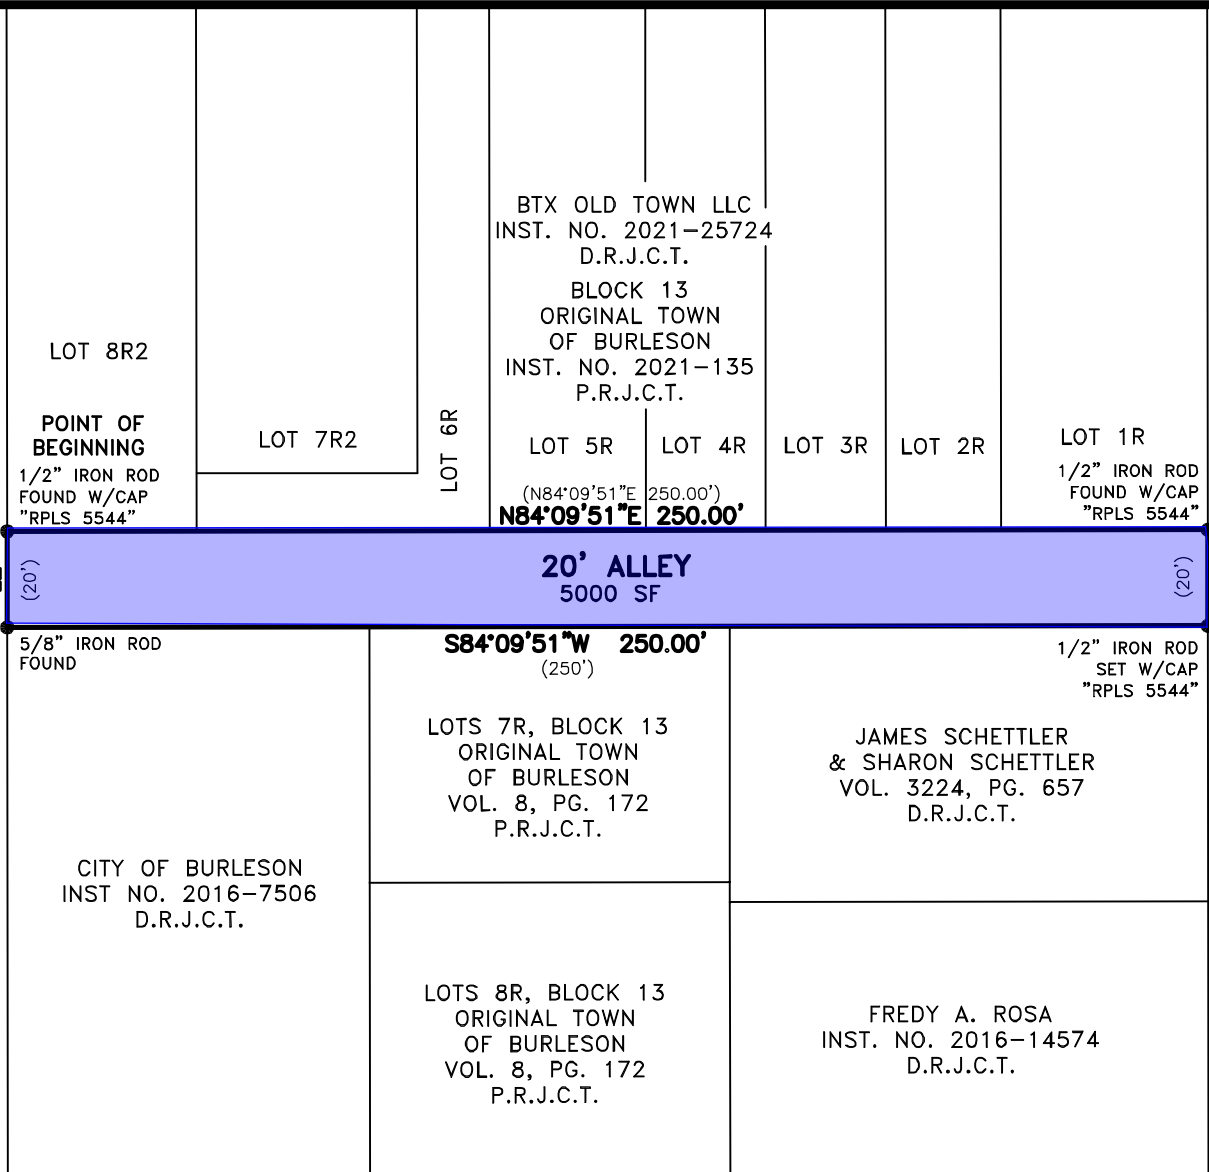 BTX OLD TOWN LLC
INST. NO. 2021-25724
D.R.J.C.T.
BLOCK 13
ORIGINAL TOWN
OF BURLESON
INST. NO. 2021-135
P.R.J.C.T.
LOT 8R2
LOT 7R2
LOT 6R
LOT 5R
LOT 4R
LOT 3R
LOT 2R
LOT 1R
POINT OF
BEGINNING
1/2" IRON ROD
FOUND W/CAP
"RPLS 5544"
(N84°09'51"E 250.00')
N84°09'51"E 250.00'
1/2" IRON ROD
FOUND W/CAP
"RPLS 5544"
(20')
20' ALLEY
5000 SF
(20')
5/8" IRON ROD
FOUND
S84°09'51"W 250.00'
(250')
1/2" IRON ROD
SET W/CAP
"RPLS 5544"
LOTS 7R, BLOCK 13
ORIGINAL TOWN
OF BURLESON
VOL. 8, PG. 172
P.R.J.C.T.
JAMES SCHETTLER
& SHARON SCHETTLER
VOL. 3224, PG. 657
D.R.J.C.T.
CITY OF BURLESON
INST NO. 2016-7506
D.R.J.C.T.
LOTS 8R, BLOCK 13
ORIGINAL TOWN
OF BURLESON
VOL. 8, PG. 172
P.R.J.C.T.
FREDY A. ROSA
INST. NO. 2016-14574
D.R.J.C.T.